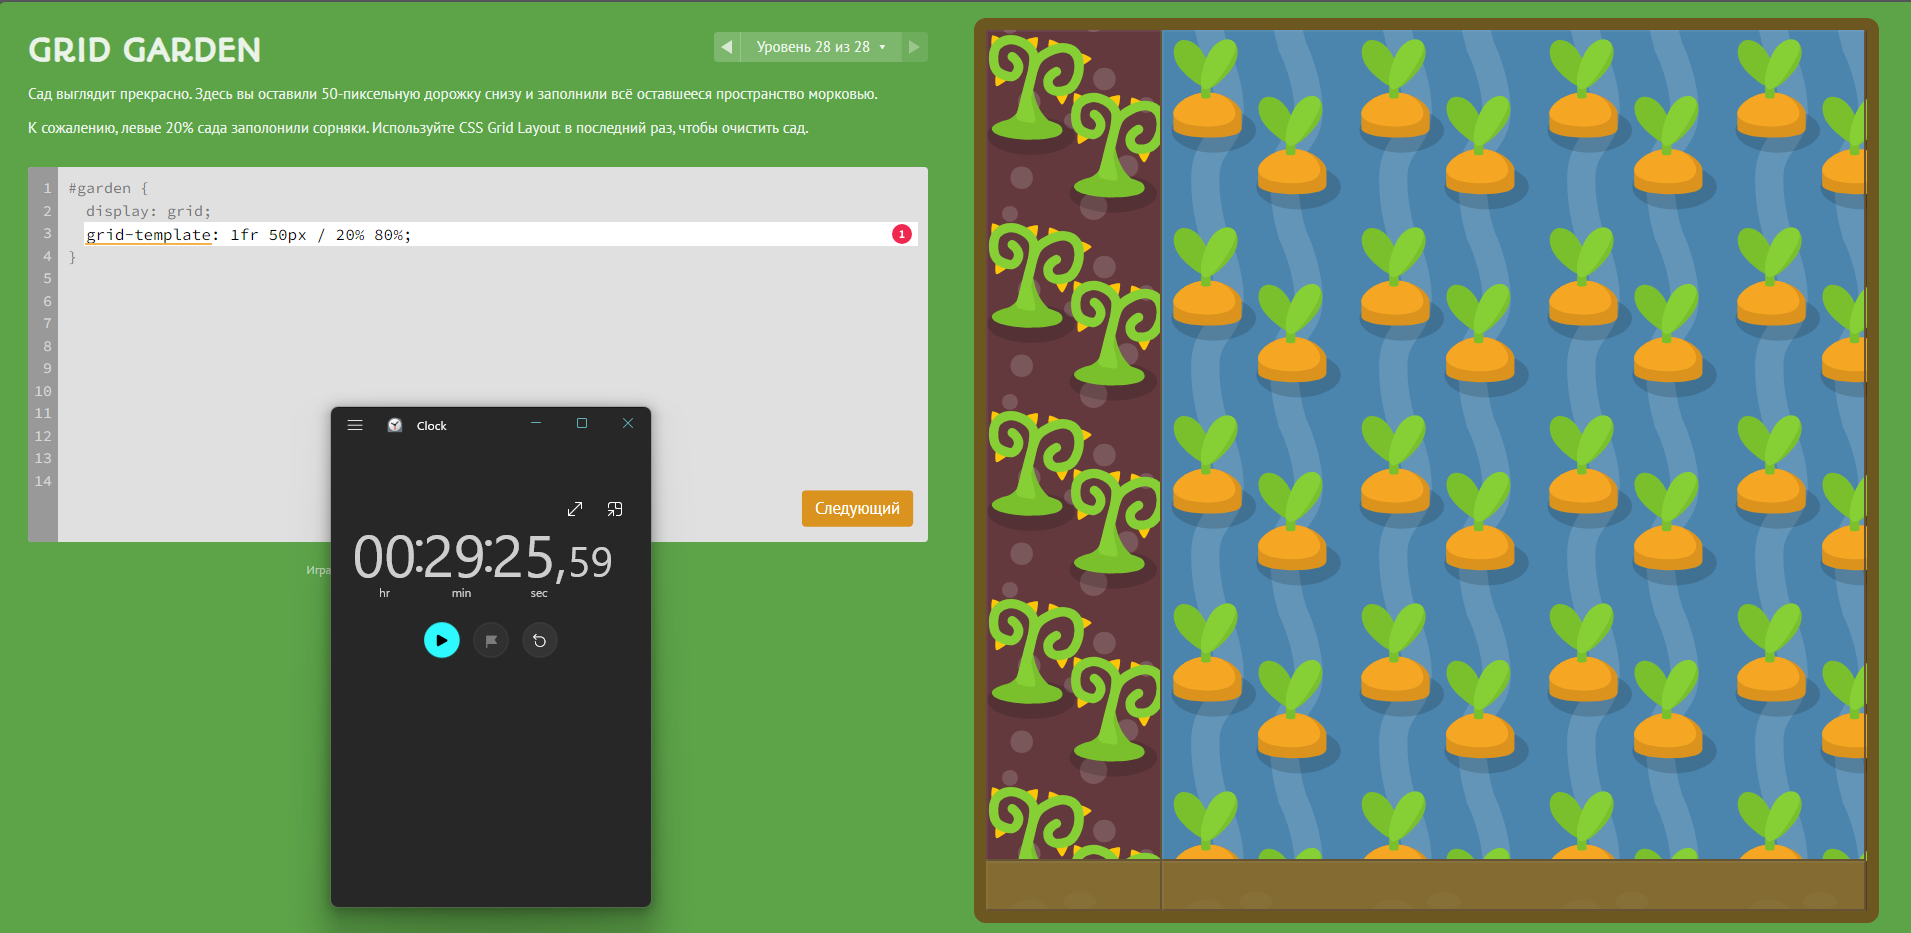 GRID GARDEN
Уровень 28 из 28
Сад выглядит прекрасно. Здесь вы оставили 50-пиксельную дорожку снизу и заполнили всё оставшееся пространство морковью.
К сожалению, левые 20% сада заполонили сорняки. Используйте CSS Grid Layout в последний раз, чтобы очистить сад.
1 #garden {
2 display: grid;
3 grid-template: 1fr 50px / 20% 80%; 1
4 }
5
6
7
8
9
10
11
12
13
14
Следующий
Игра
Clock
00:29:25,59
hr min sec